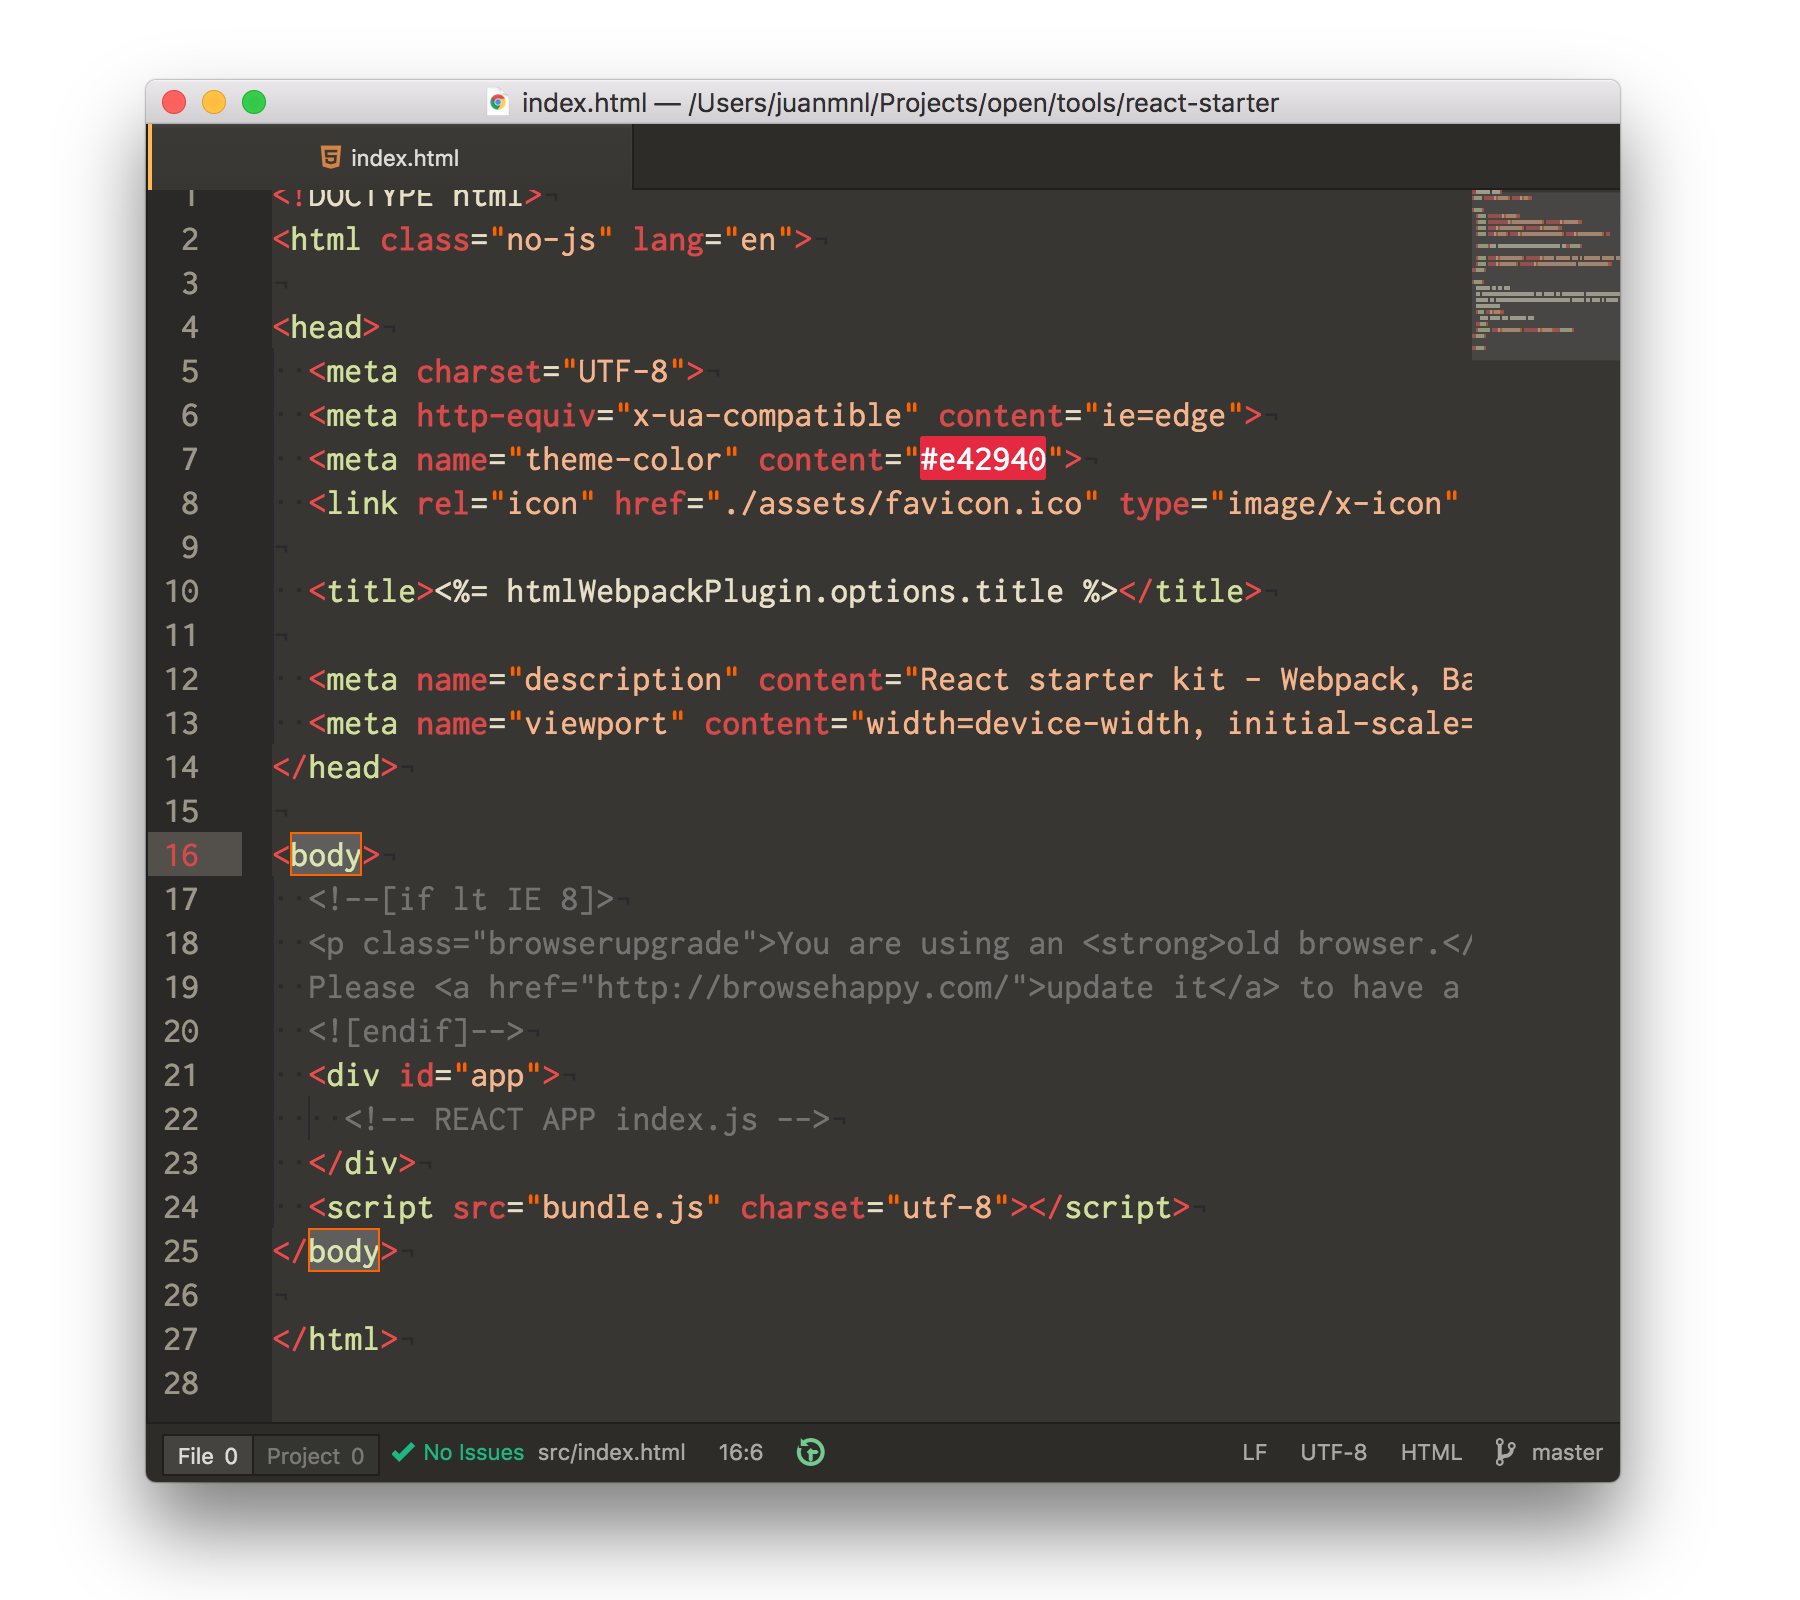 index.html — /Users/juanmnl/Projects/open/tools/react-starter
index.html
1 <!DOCTYPE html>
2 <html class="no-js" lang="en">
3
4 <head>
5 <meta charset="UTF-8">
6 <meta http-equiv="x-ua-compatible" content="ie=edge">
7 <meta name="theme-color" content="#e42940">
8 <link rel="icon" href="./assets/favicon.ico" type="image/x-icon"
9
10 <title><%= htmlWebpackPlugin.options.title %></title>
11
12 <meta name="description" content="React starter kit - Webpack, Ba
13 <meta name="viewport" content="width=device-width, initial-scale=
14 </head>
15
16 <body>
17 <!--[if lt IE 8]>
18 <p class="browserupgrade">You are using an <strong>old browser.</
19 Please <a href="http://browsehappy.com/">update it</a> to have a
20 <![endif]-->
21 <div id="app">
22 <!-- REACT APP index.js -->
23 </div>
24 <script src="bundle.js" charset="utf-8"></script>
25 </body>
26
27 </html>
28
File 0 Project 0 No Issues src/index.html 16:6 LF UTF-8 HTML master